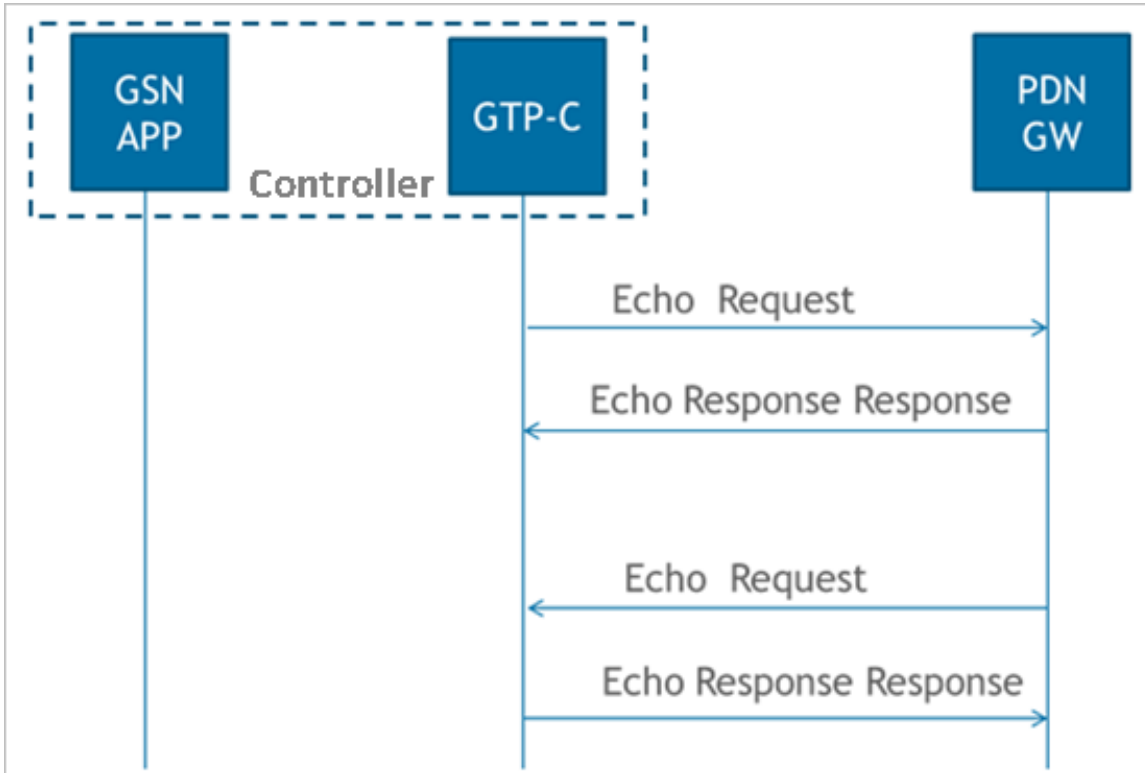 GSN
APP
GTP-C
PDN
GW
Controller
Echo Request
Echo Response Response
Echo Request
Echo Response Response